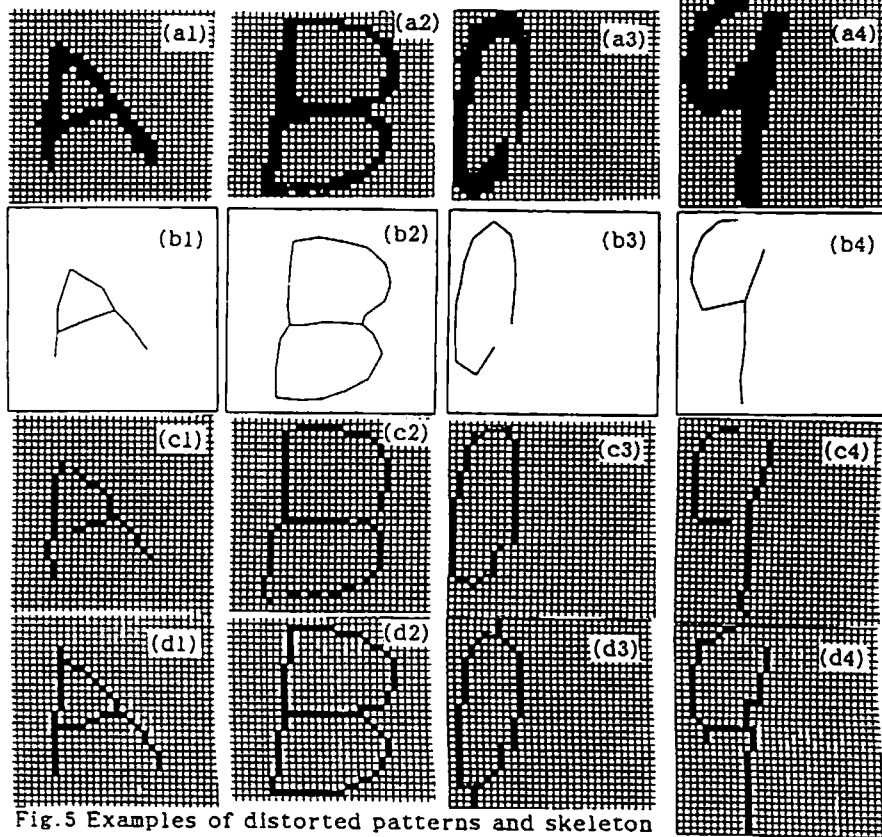 (a1) (a2) (a3) (a4)
(b1) (b2) (b3) (b4)
(c1) (c2) (c3) (c4)
(d1) (d2) (d3) (d4)
Fig.5 Examples of distorted patterns and skeleton